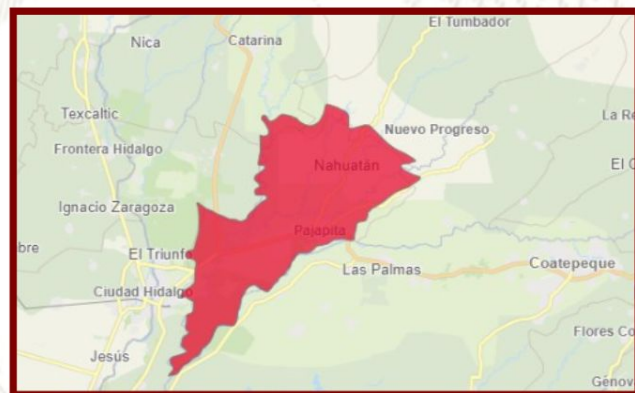 El Tumbador
Nica
Catarina
Texcaltic
Nuevo Progreso
La Re
Frontera Hidalgo
Nahuatán
El C
Ignacio Zaragoza
Pajapita
bre
El Triunfo
Las Palmas
Coatepeque
Ciudad Hidalgo
Flores Co
Jesús
Génov